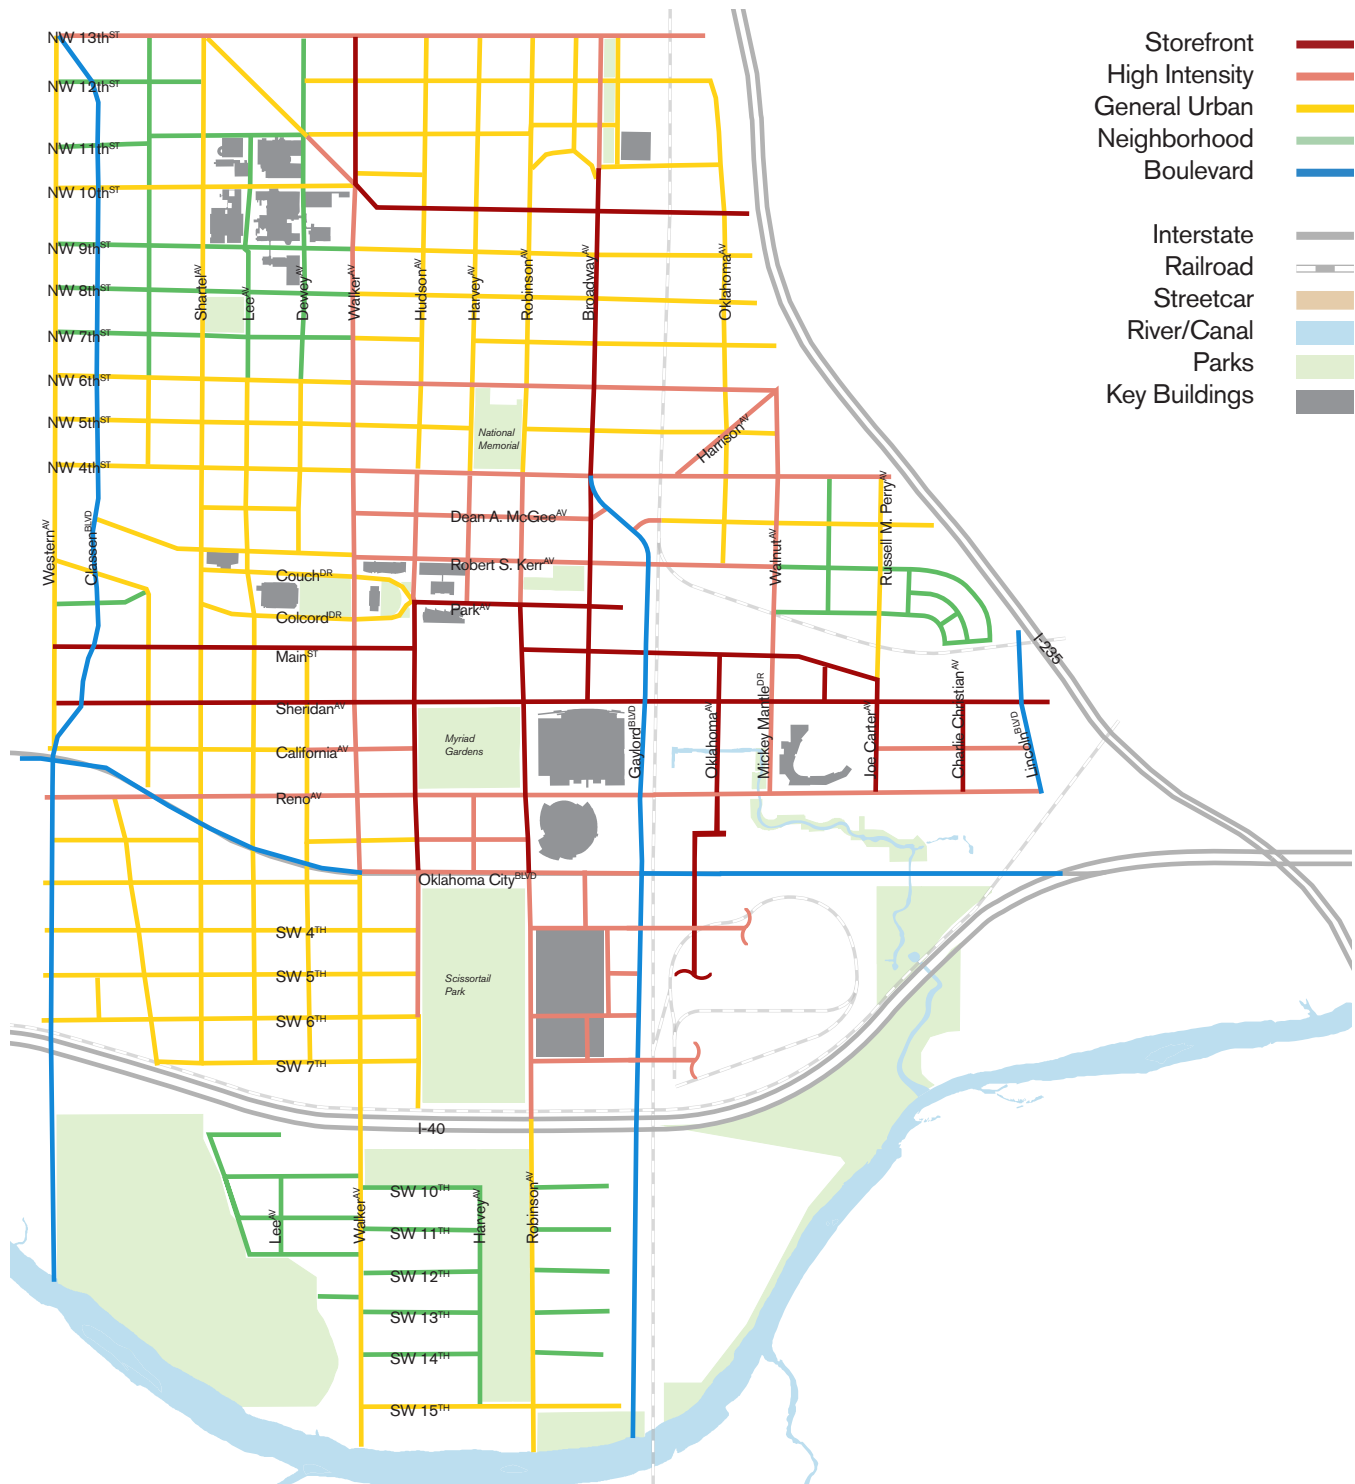 Storefront
High Intensity
General Urban
Neighborhood
Boulevard
Interstate
Railroad
Streetcar
River/Canal
Parks
Key Buildings
NW 13thST
NW 12thST
NW 11thST
NW 10thST
NW 9thST
NW 8thST
NW 7thST
NW 6thST
NW 5thST
NW 4thST
ShartelAV
LeeAV
DeweyAV
WalkerAV
HudsonAV
HarveyAV
RobinsonAV
BroadwayAV
OklahomaAV
National
Memorial
HarrisonAV
WesternAV
ClassenBLVD
Dean A. McGeeAV
Robert S. KerrAV
WalnutAV
Russell M. PerryAV
CouchDR
ColcordDR
ParkAV
MainST
SheridanAV
CaliforniaAV
RenoAV
I-235
Myriad
Gardens
GaylordBLVD
OklahomaAV
Mickey MantleDR
Joe CarterAV
Charlie ChristianAV
LincolnBLVD
Oklahoma CityBLVD
SW 4TH
SW 5TH
SW 6TH
SW 7TH
Scissortail
Park
I-40
LeeAV
WalkerAV
HarveyAV
RobinsonAV
SW 10TH
SW 11TH
SW 12TH
SW 13TH
SW 14TH
SW 15TH